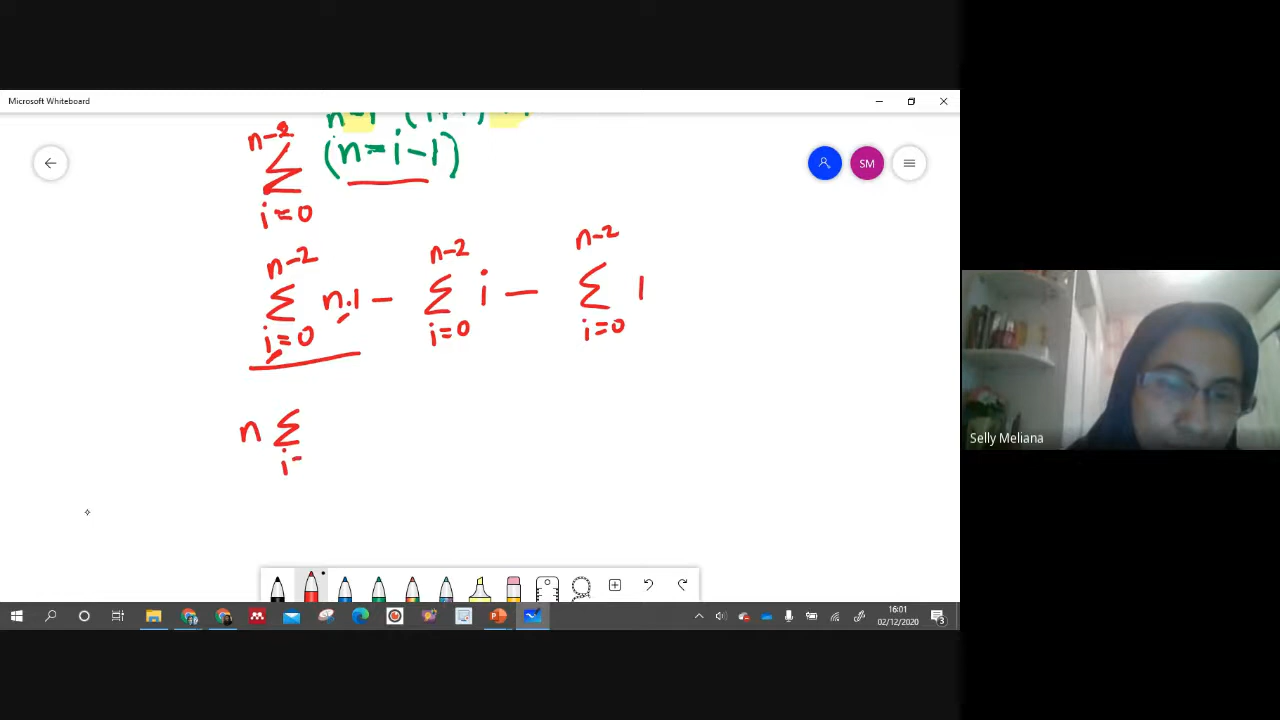 Microsoft Whiteboard
n-2
Σ
i=0
(n-i-1)
SM
n-2
Σ n.1 -
i=0
n-2
Σ i -
i=0
n-2
Σ 1
i=0
n Σ
i-
Selly Meliana
16:01
02/12/2020
3